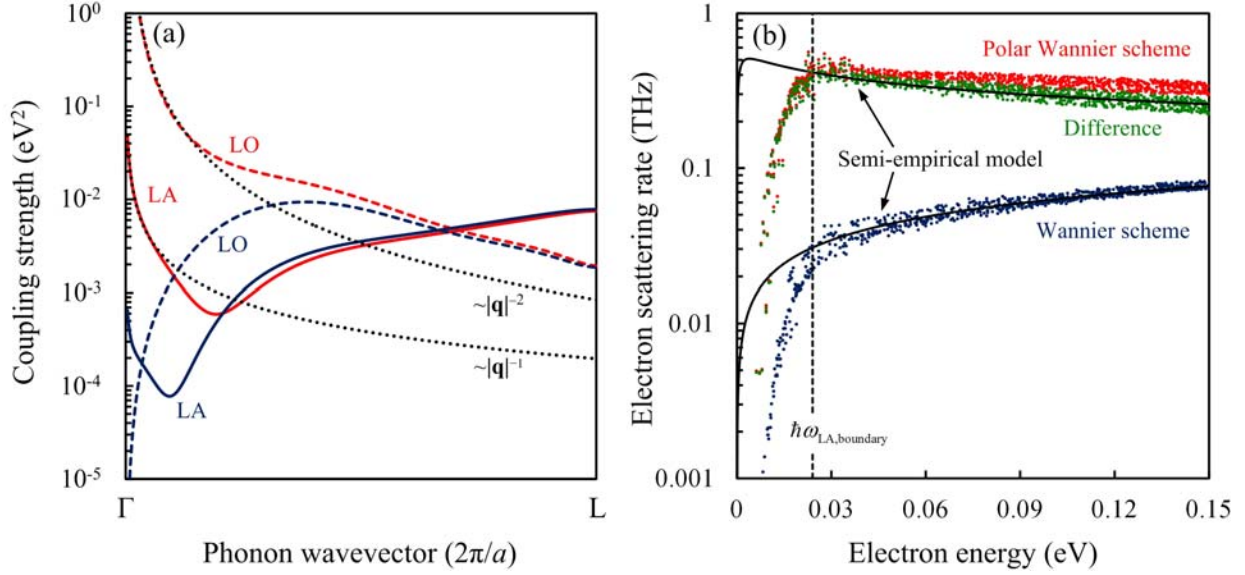 (a)
10⁰
10⁻¹
10⁻²
10⁻³
10⁻⁴
10⁻⁵
Coupling strength (eV²)
LO
LA
LO
LA
~|q|⁻²
~|q|⁻¹
Γ
L
Phonon wavevector (2π/a)
(b)
1
0.1
0.01
0.001
Electron scattering rate (THz)
Polar Wannier scheme
Difference
Semi-empirical model
Wannier scheme
ℏω_LA,boundary
0
0.03
0.06
0.09
0.12
0.15
Electron energy (eV)